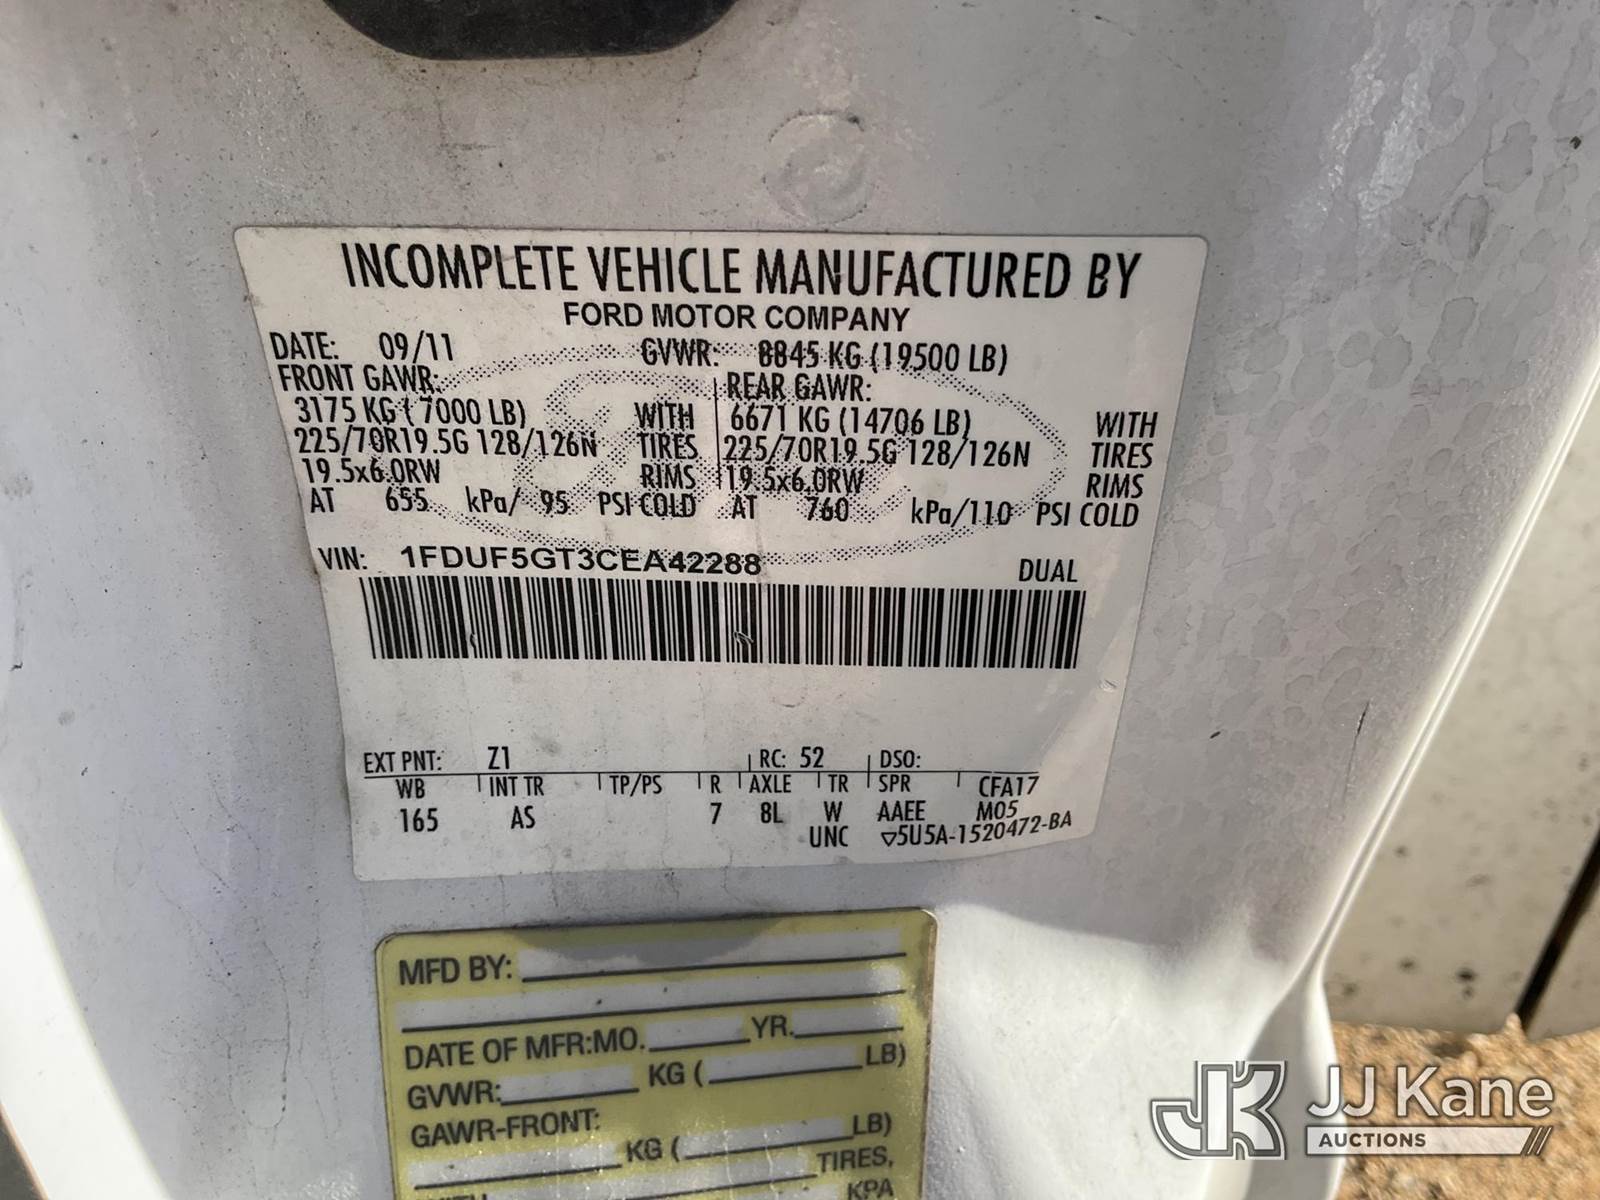 INCOMPLETE VEHICLE MANUFACTURED BY
FORD MOTOR COMPANY
DATE: 09/11 GVWR: 8845 KG (19500 LB)
FRONT GAWR: REAR GAWR:
3175 KG ( 7000 LB) WITH 6671 KG (14706 LB) WITH
225/70R19.5G 128/126N TIRES 225/70R19.5G 128/126N TIRES
19.5x6.0RW RIMS 19.5x6.0RW RIMS
AT 655 kPa/ 95 PSI COLD AT 760 kPa/110 PSI COLD
VIN: 1FDUF5GT3CEA42288 DUAL
EXT PNT: Z1 RC: 52 DSO:
WB INT TR TP/PS R AXLE TR SPR CFA17
165 AS 7 8L W AAEE M05
UNC ▽5U5A-1520472-BA
MFD BY:
DATE OF MFR:MO. YR.
GVWR: KG ( LB)
GAWR-FRONT:
KG ( LB)
TIRES,
KPA
JK JJ Kane
AUCTIONS